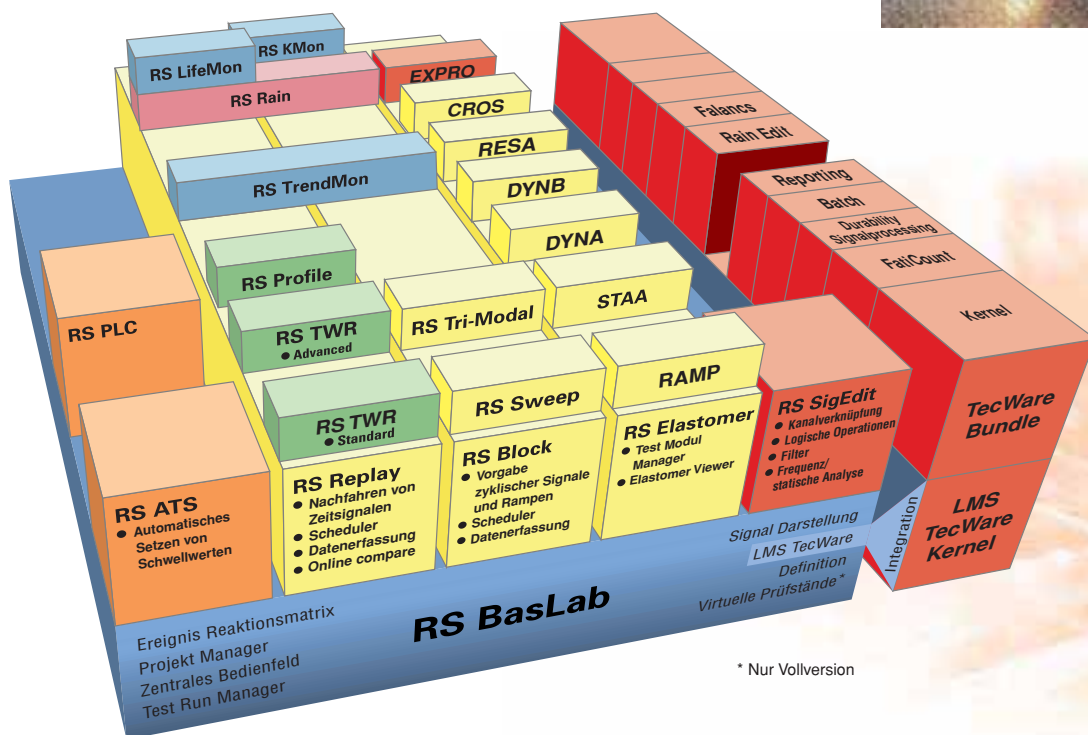 RS KMon
RS LifeMon
RS Rain
EXPRO
CROS
RESA
DYNB
DYNA
STAA
RAMP
RS TrendMon
RS Profile
RS TWR
● Advanced
RS TWR
● Standard
RS Tri-Modal
RS Sweep
RS PLC
RS ATS
● Automatisches
Setzen von
Schwellwerten
RS Replay
● Nachfahren von
Zeitsignalen
● Scheduler
● Datenerfassung
● Online compare
RS Block
● Vorgabe
zyklischer Signale
und Rampen
● Scheduler
● Datenerfassung
RS Elastomer
● Test Modul
Manager
● Elastomer Viewer
RS SigEdit
● Kanalverknüpfung
● Logische Operationen
● Filter
● Frequenz/
statische Analyse
Falancs
Rain Edit
Reporting
Batch
Durability
Signalprocessing
FatiCount
Kernel
TecWare
Bundle
LMS
TecWare
Kernel
Integration
Signal Darstellung
LMS TecWare
Definition
Virtuelle Prüfstände*
RS BasLab
Ereignis Reaktionsmatrix
Projekt Manager
Zentrales Bedienfeld
Test Run Manager
* Nur Vollversion